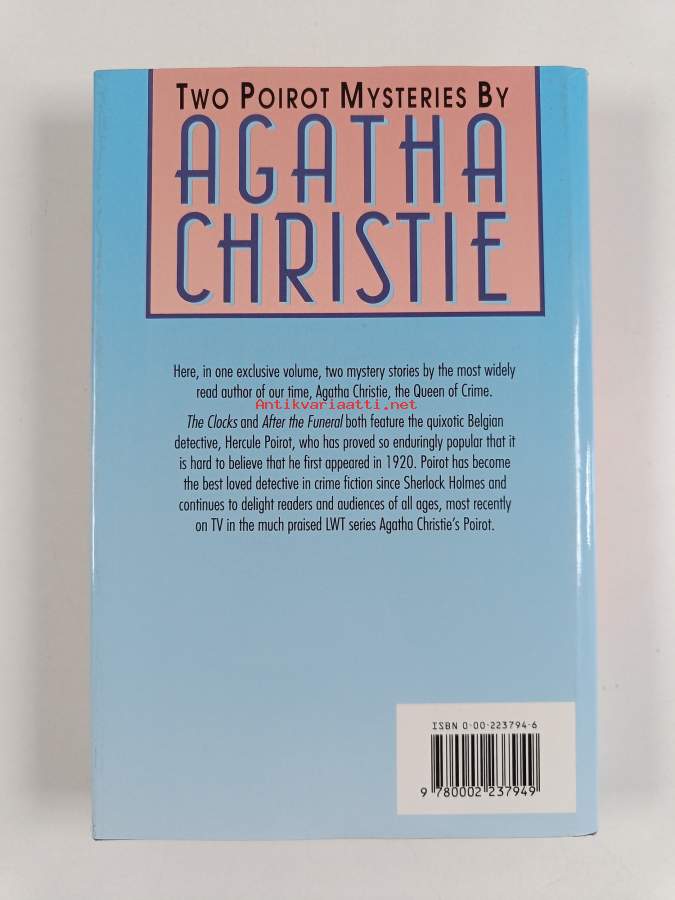 TWO POIROT MYSTERIES BY
AGATHA
CHRISTIE
Here, in one exclusive volume, two mystery stories by the most widely
read author of our time, Agatha Christie, the Queen of Crime.
Antikvariaatti.net
The Clocks and After the Funeral both feature the quixotic Belgian
detective, Hercule Poirot, who has proved so enduringly popular that it
is hard to believe that he first appeared in 1920. Poirot has become
the best loved detective in crime fiction since Sherlock Holmes and
continues to delight readers and audiences of all ages, most recently
on TV in the much praised LWT series Agatha Christie's Poirot.
ISBN 0-00-223794-6
9 780002 237949